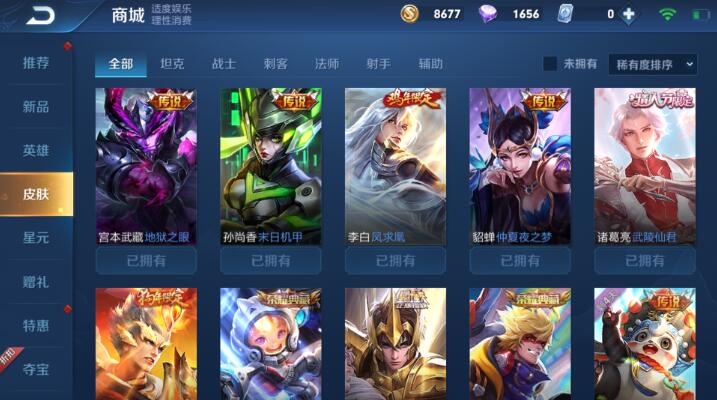 商城
适度娱乐
理性消费
8677
1656
0
推荐
新品
英雄
皮肤
星元
赠礼
特惠
折扣
夺宝
全部
坦克
战士
刺客
法师
射手
辅助
未拥有
稀有度排序
传说
传说
鸡年限定
传说
情人节限定
宫本武藏 地狱之眼
孙尚香 末日机甲
李白 凤求凰
貂蝉 仲夏夜之梦
诸葛亮 武陵仙君
已拥有
已拥有
已拥有
已拥有
已拥有
狗年限定
荣耀典藏
荣耀典藏
传说